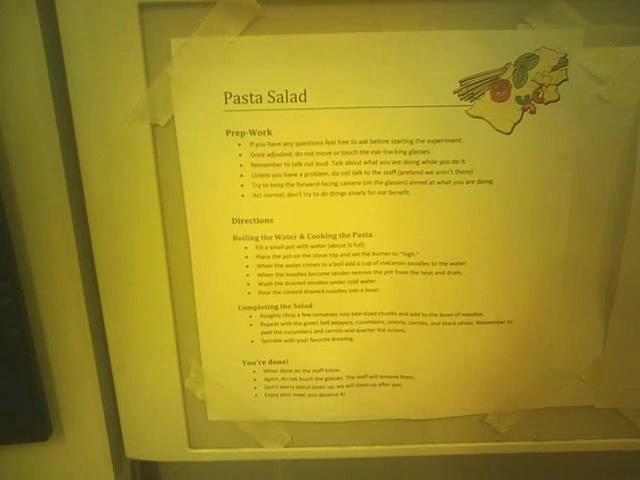 Pasta Salad
Prep-Work
• If you have any questions feel free to ask before starting the experiment.
• Once adjusted, do not move or touch the eye-tracking glasses.
• Remember to talk out loud. Talk about what you are doing while you do it.
• Unless you have a problem, do not talk to the staff (pretend we aren't there)
• Try to keep the forward-facing camera (on the glasses) aimed at what you are doing.
• Act normal, don't try to do things slowly for our benefit.
Directions
Boiling the Water & Cooking the Pasta
• Fill a small pot with water (about ¾ full)
• Place the pot on the stove top and set the burner to "high."
• When the water comes to a boil add a cup of macaroni noodles to the water.
• When the noodles become tender remove the pot from the heat and drain.
• Wash the drained noodles under cold water.
• Pour the cooked drained noodles into a bowl.
Completing the Salad
• Roughly chop a few tomatoes into bite-sized chunks and add to the bowl of noodles.
• Repeat with the green bell peppers, cucumbers, onions, carrots, and black olives. Remember to
peel the cucumbers and carrots and quarter the onions.
• Sprinkle with your favorite dressing
You're done!
• When done let the staff know.
• Again, do not touch the glasses. The staff will remove them.
• Don't worry about clean up; we will clean up after you
• Enjoy your meal, you deserve it!